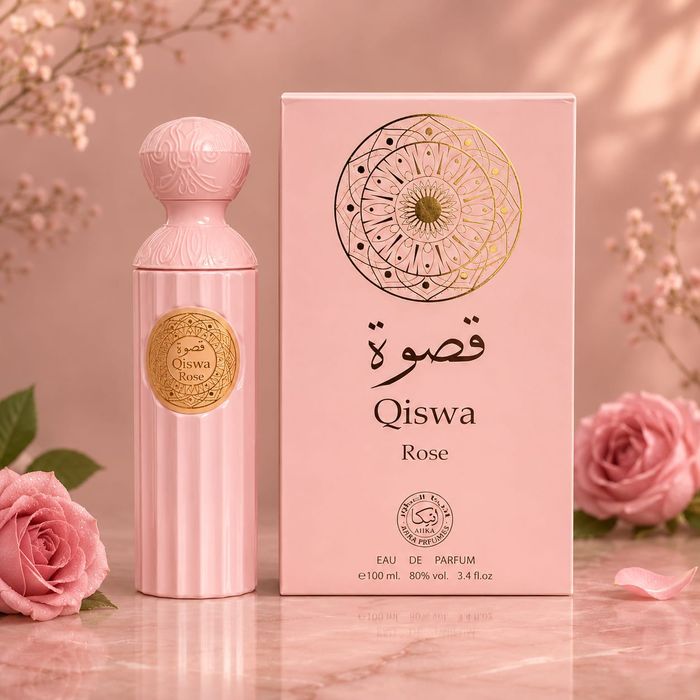 قصوة
Qiswa
Rose
قصوة
Qiswa
Rose
EAU DE PARFUM
e100 ml. 80% vol. 3.4 fl.oz